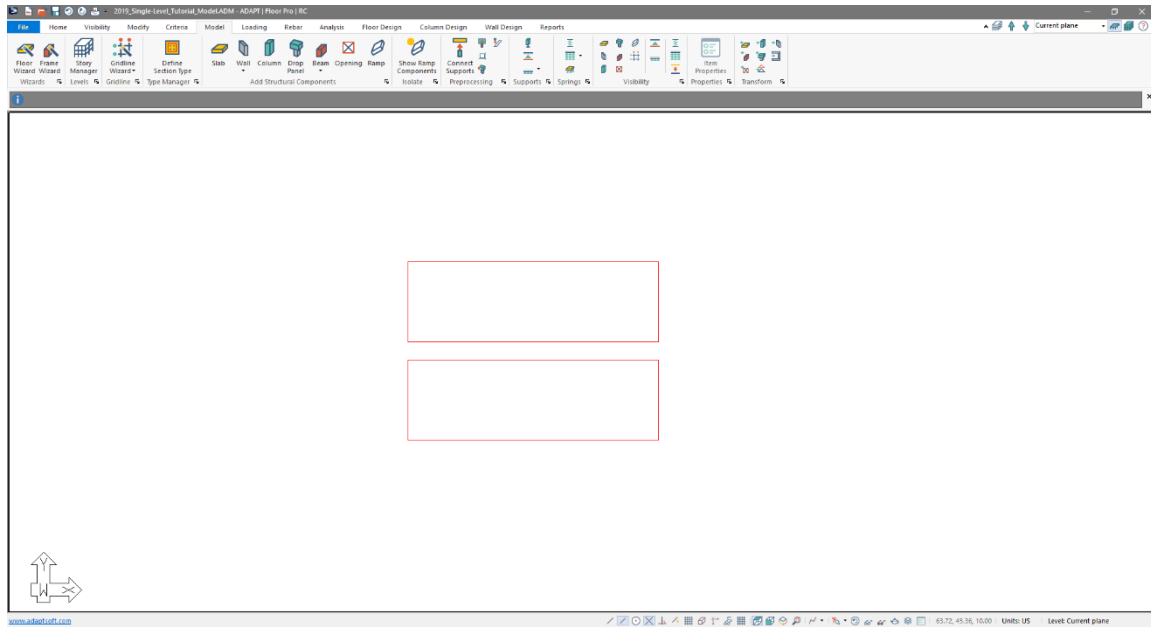 2019_Single-Level_Tutorial_Model.ADM - ADAPT | Floor Pro | RC
File Home Visibility Modify Criteria Model Loading Rebar Analysis Floor Design Column Design Wall Design Reports Current plane
Floor Wizard Frame Wizard Story Manager Gridline Wizard Define Section Type Slab Wall Column Drop Panel Beam Opening Ramp Show Ramp Components Connect Supports Item Properties
Wizards Levels Gridline Type Manager Add Structural Components Isolate Preprocessing Supports Springs Visibility Properties Transform
Y
W X
www.adaptsoft.com 63.72, 45.36, 10.00 Units: US Level: Current plane